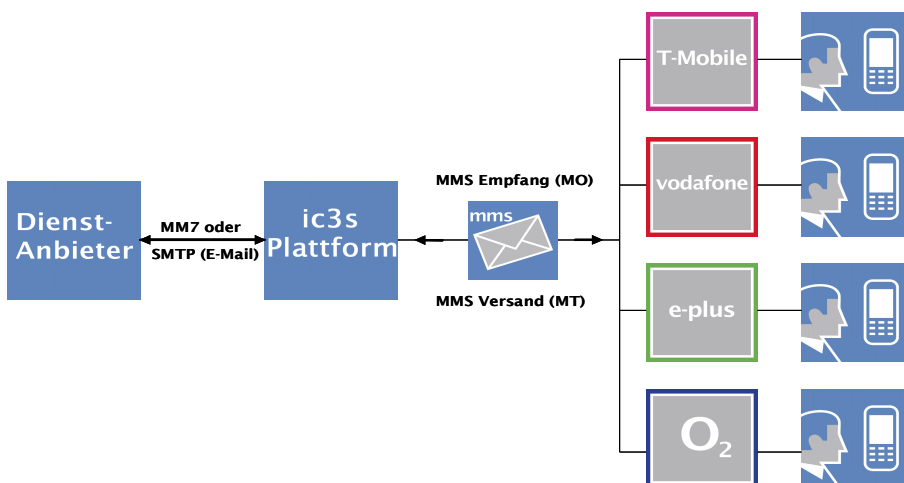 Dienst-
Anbieter
MM7 oder
SMTP (E-Mail)
ic3s
Plattform
MMS Empfang (MO)
mms
MMS Versand (MT)
T-Mobile
vodafone
e-plus
O2